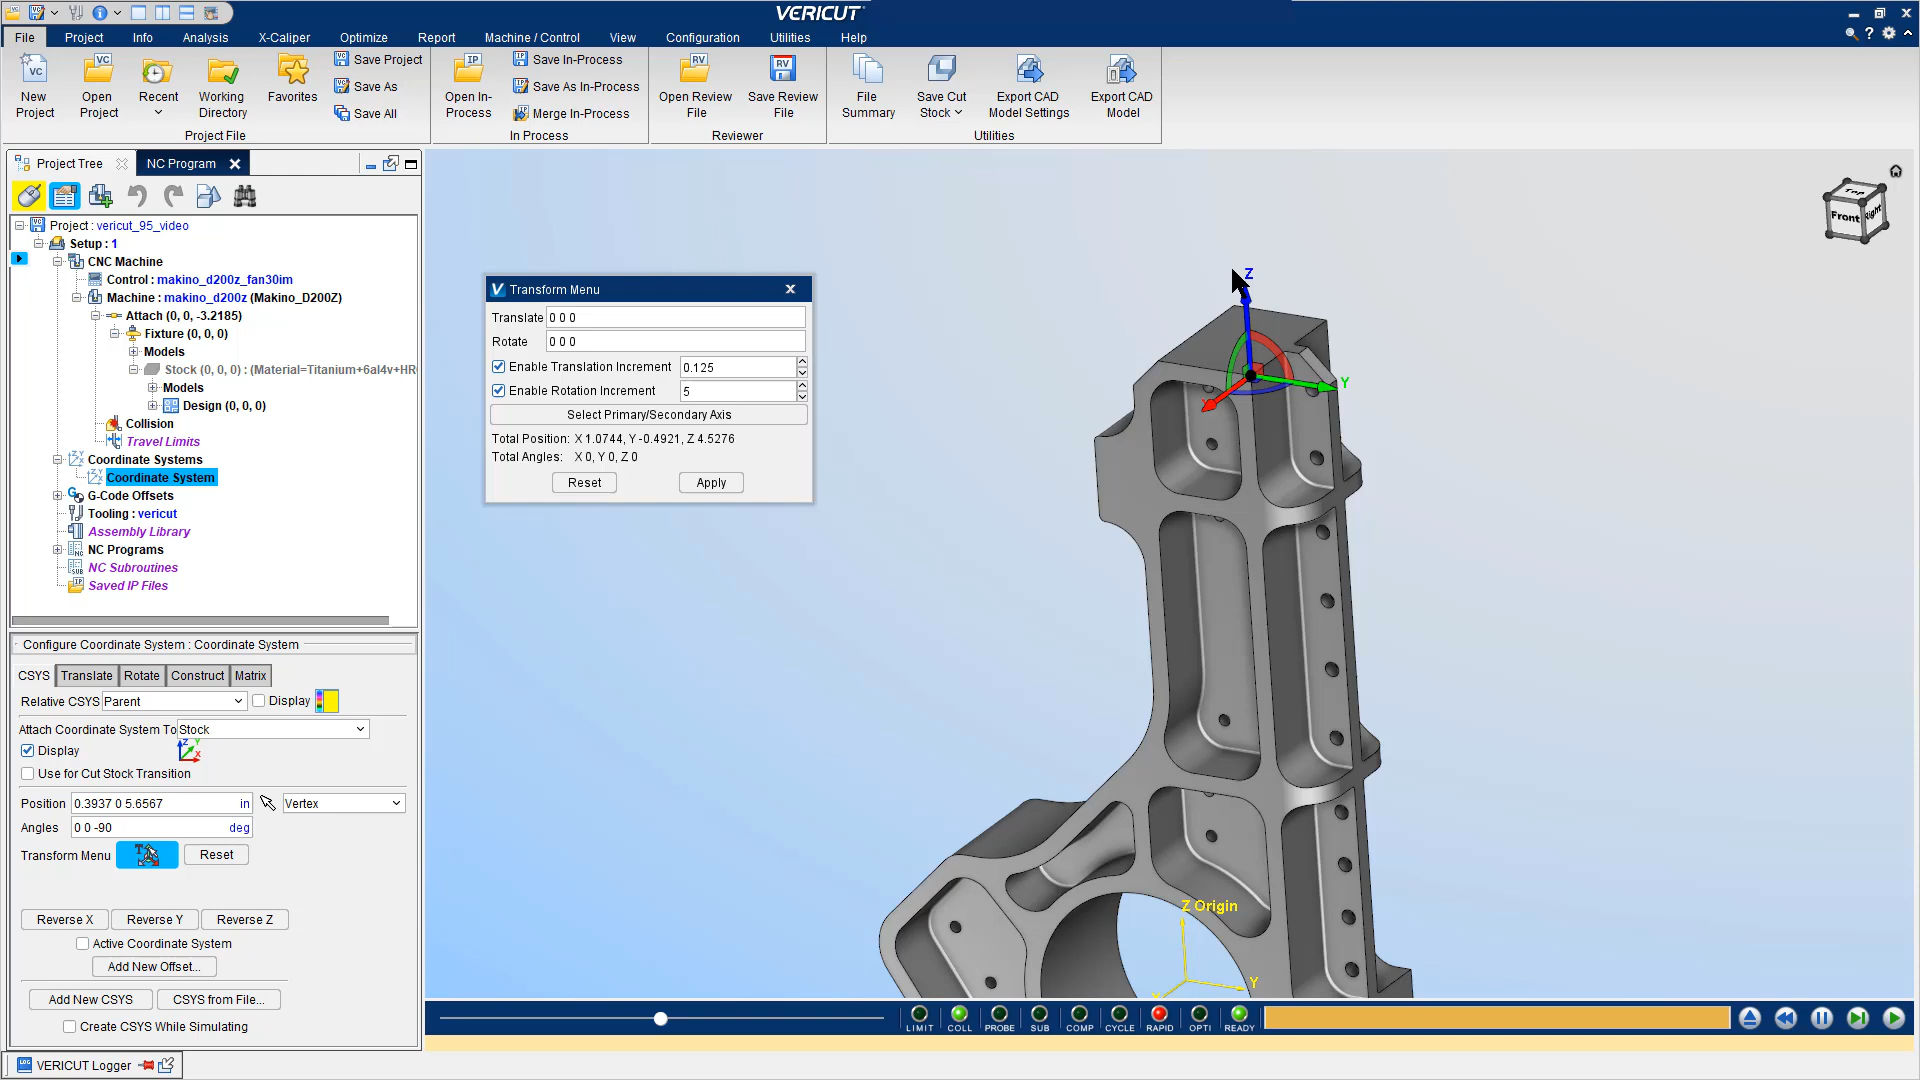 VERICUT
File Project Info Analysis X-Caliper Optimize Report Machine / Control View Configuration Utilities Help
New Project
Open Project
Recent
Working Directory
Favorites
Save Project
Save As
Save All
Project File
Open In-Process
Save In-Process
Save As In-Process
Merge In-Process
In Process
Open Review File
Save Review File
Reviewer
File Summary
Save Cut Stock
Export CAD Model Settings
Export CAD Model
Utilities
Project Tree
NC Program
Project : vericut_95_video
Setup : 1
CNC Machine
Control : makino_d200z_fan30im
Machine : makino_d200z (Makino_D200Z)
Attach (0, 0, -3.2185)
Fixture (0, 0, 0)
Models
Stock (0, 0, 0) : (Material=Titanium+6al4v+HR
Models
Design (0, 0, 0)
Collision
Travel Limits
Coordinate Systems
Coordinate System
G-Code Offsets
Tooling : vericut
Assembly Library
NC Programs
NC Subroutines
Saved IP Files
Configure Coordinate System : Coordinate System
CSYS Translate Rotate Construct Matrix
Relative CSYS Parent Display
Attach Coordinate System To Stock
Display
Use for Cut Stock Transition
Position 0.3937 0 5.6567 in Vertex
Angles 0 0 -90 deg
Transform Menu Reset
Reverse X Reverse Y Reverse Z
Active Coordinate System
Add New Offset...
Add New CSYS CSYS from File...
Create CSYS While Simulating
VERICUT Logger
Transform Menu
Translate 0 0 0
Rotate 0 0 0
Enable Translation Increment 0.125
Enable Rotation Increment 5
Select Primary/Secondary Axis
Total Position: X 1.0744, Y -0.4921, Z 4.5276
Total Angles: X 0, Y 0, Z 0
Reset Apply
Top
Front
Right
Z
Y
X
Z Origin
Y
LIMIT COLL PROBE SUB COMP CYCLE RAPID OPTI READY